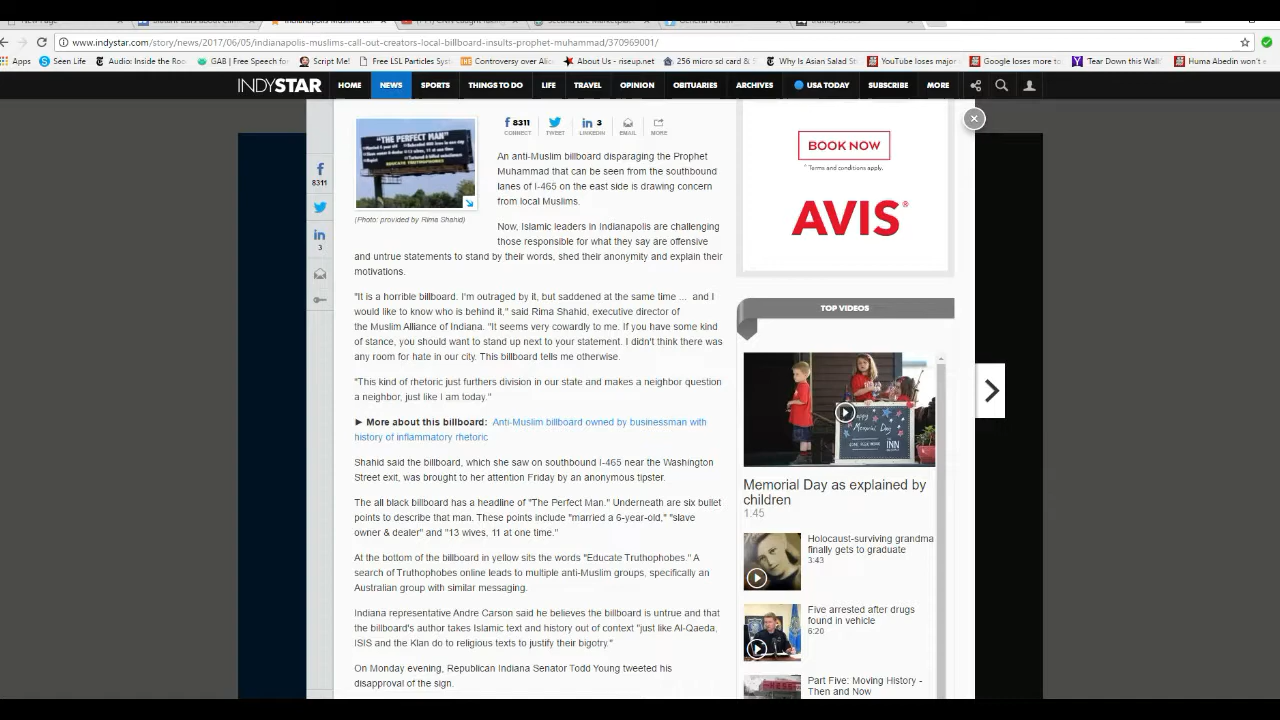 www.indystar.com/story/news/2017/06/05/indianapolis-muslims-call-out-creators-local-billboard-insults-prophet-muhammad/370969001/
Apps Seen Life Audio: Inside the Roo GAB | Free Speech fo Script Me! Free LSL Particles Syste The Controversy over Alic About Us - riseup.net 256 micro sd card & S Why Is Asian Salad St YouTube loses major Google loses more to Tear Down this Wall Huma Abedin won't e
INDYSTAR HOME NEWS SPORTS THINGS TO DO LIFE TRAVEL OPINION OBITUARIES ARCHIVES USA TODAY SUBSCRIBE MORE
8311
3
"THE PERFECT MAN"
EDUCATE TRUTHOPHOBES
(Photo: provided by Rima Shahid)
8311 CONNECT
TWEET
3 LINKEDIN
EMAIL
MORE
An anti-Muslim billboard disparaging the Prophet
Muhammad that can be seen from the southbound
lanes of I-465 on the east side is drawing concern
from local Muslims.
Now, Islamic leaders in Indianapolis are challenging
those responsible for what they say are offensive
and untrue statements to stand by their words, shed their anonymity and explain their
motivations.
"It is a horrible billboard. I'm outraged by it, but saddened at the same time ... and I
would like to know who is behind it," said Rima Shahid, executive director of
the Muslim Alliance of Indiana. "It seems very cowardly to me. If you have some kind
of stance, you should want to stand up next to your statement. I didn't think there was
any room for hate in our city. This billboard tells me otherwise.
"This kind of rhetoric just furthers division in our state and makes a neighbor question
a neighbor, just like I am today."
► More about this billboard: Anti-Muslim billboard owned by businessman with
history of inflammatory rhetoric
Shahid said the billboard, which she saw on southbound I-465 near the Washington
Street exit, was brought to her attention Friday by an anonymous tipster.
The all black billboard has a headline of "The Perfect Man." Underneath are six bullet
points to describe that man. These points include "married a 6-year-old," "slave
owner & dealer" and "13 wives, 11 at one time."
At the bottom of the billboard in yellow sits the words "Educate Truthophobes." A
search of Truthophobes online leads to multiple anti-Muslim groups, specifically an
Australian group with similar messaging.
Indiana representative Andre Carson said he believes the billboard is untrue and that
the billboard's author takes Islamic text and history out of context "just like Al-Qaeda,
ISIS and the Klan do to religious texts to justify their bigotry."
On Monday evening, Republican Indiana Senator Todd Young tweeted his
disapproval of the sign.
BOOK NOW
* Terms and conditions apply.
AVIS®
TOP VIDEOS
Memorial Day as explained by
children
1:45
Holocaust-surviving grandma
finally gets to graduate
3:43
Five arrested after drugs
found in vehicle
6:20
Part Five: Moving History -
Then and Now